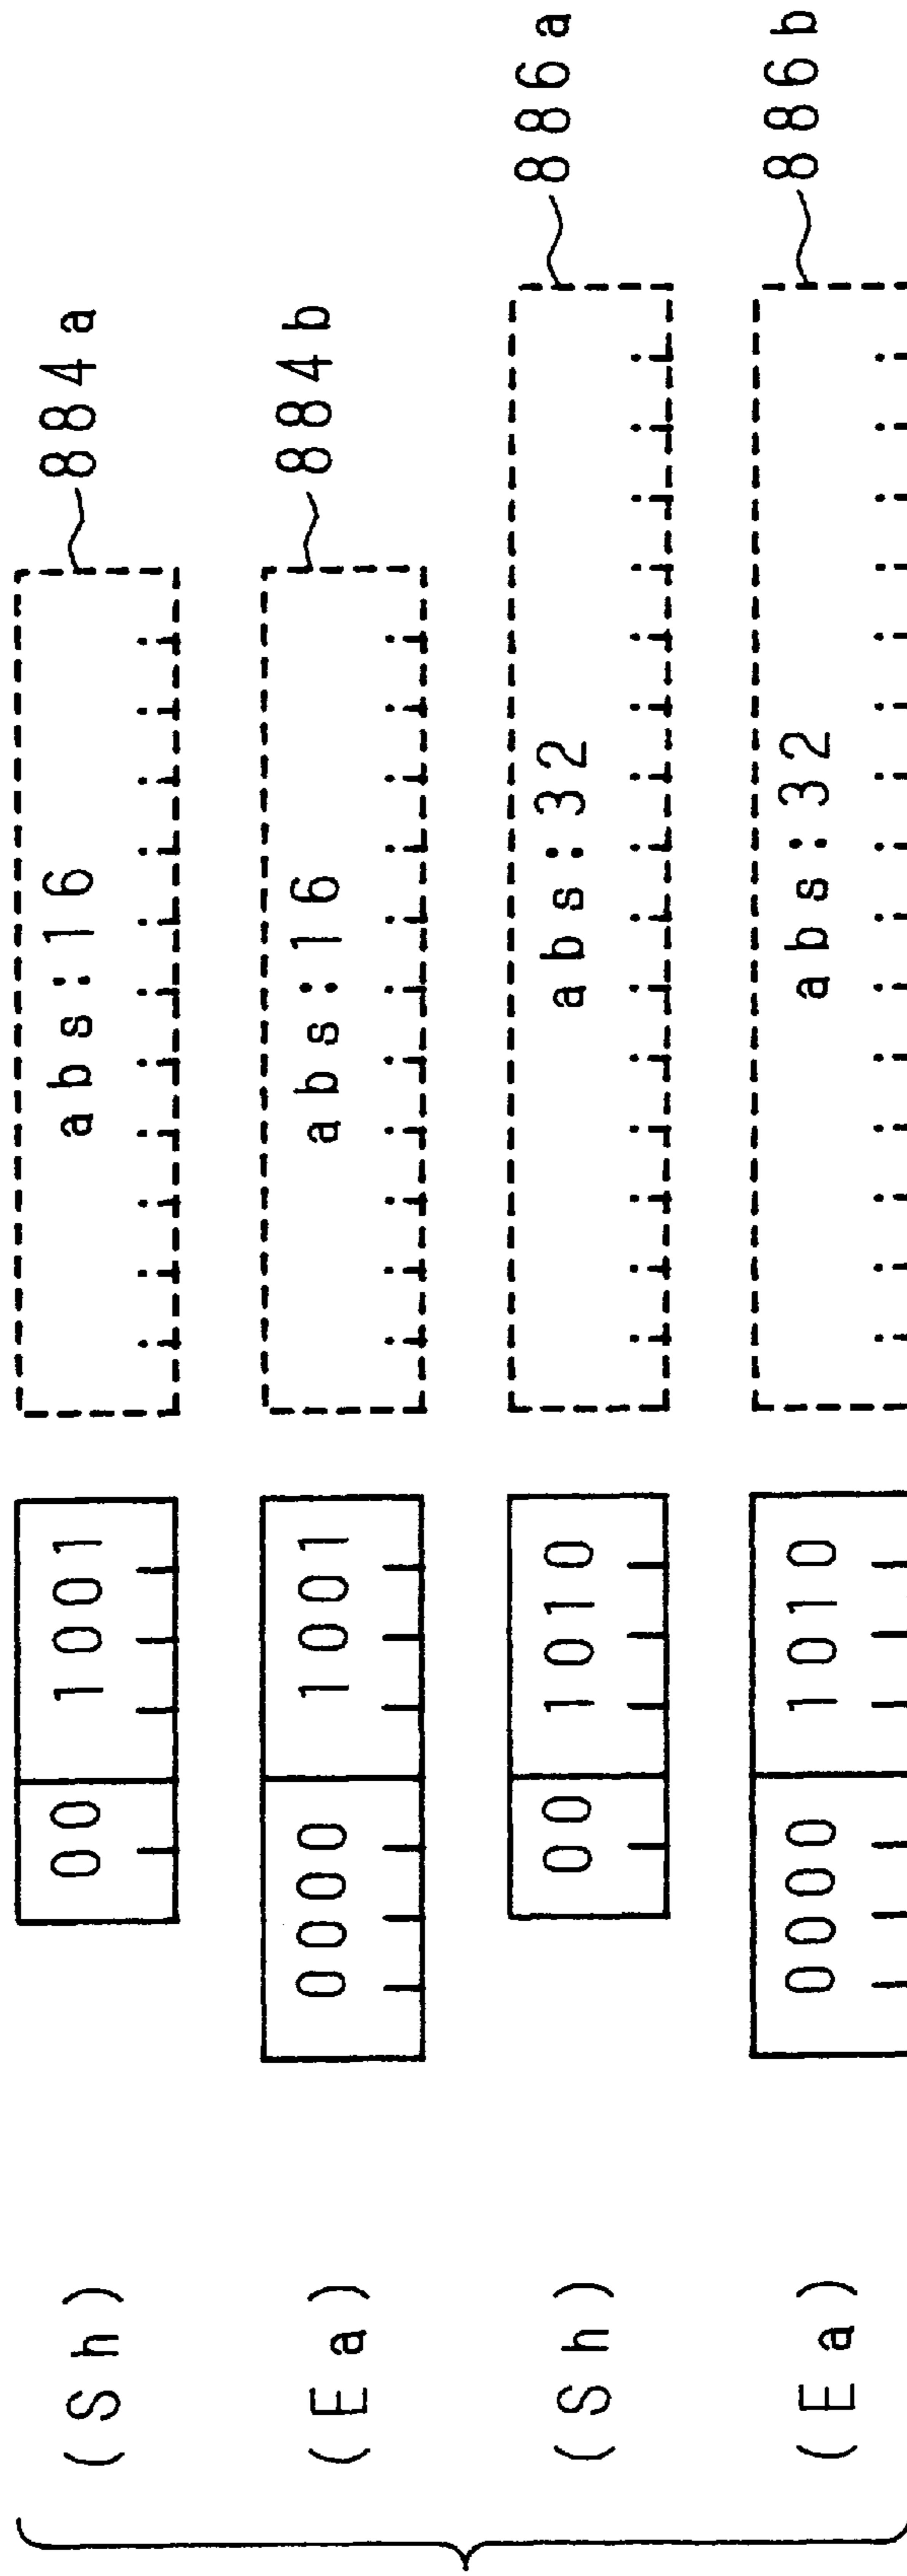 (Sh) 00 1001 abs:16 884a
(Ea) 0000 1001 abs:16 884b
(Sh) 00 1010 abs:32 886a
(Ea) 0000 1010 abs:32 886b